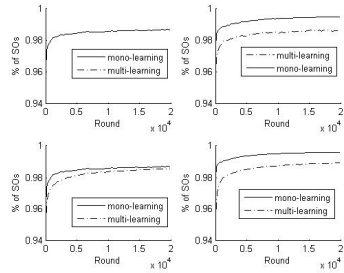 1
0.98
0.96
0.94
% of SOs
mono-learning
multi-learning
0 0.5 1 1.5 2
Round
x 10^4
1
0.98
0.96
0.94
% of SOs
multi-learning
mono-learning
0 0.5 1 1.5 2
Round
x 10^4
1
0.98
0.96
0.94
% of SOs
mono-learning
multi-learning
0 0.5 1 1.5 2
Round
x 10^4
1
0.98
0.96
0.94
% of SOs
mono-learning
multi-learning
0 0.5 1 1.5 2
Round
x 10^4